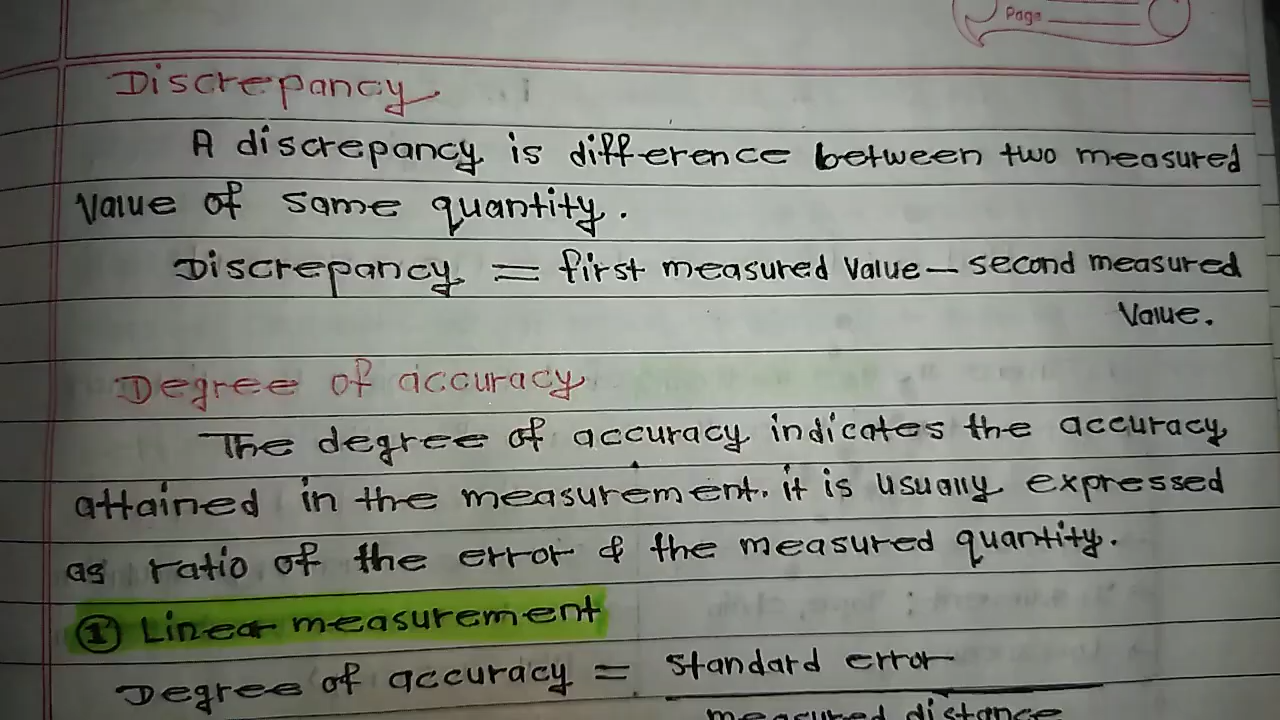 Page
Discrepancy
A discrepancy is difference between two measured
Value of same quantity.
Discrepancy = first measured Value – second measured
Value.
Degree of accuracy
The degree of accuracy indicates the accuracy
attained in the measurement. it is usually expressed
as ratio of the error & the measured quantity.
① Linear measurement
Degree of accuracy = standard error
measured distance